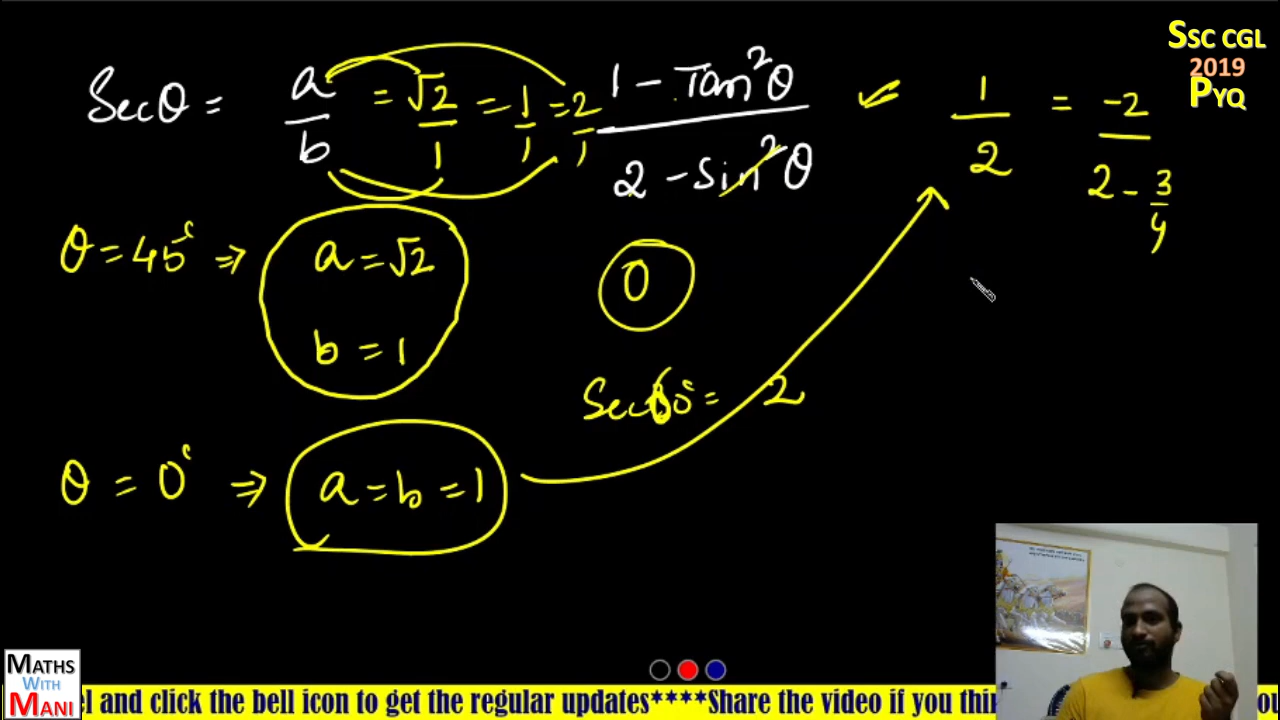 SSC CGL
2019
PYQ
Secθ = a/b = √2/1 = 1/1 = 2/1
1 - Tan²θ / 2 - sin²θ
1/2 = -2 / 2 - 3/4
θ = 45° ⇒ a = √2
b = 1
0
Sec60° = 2
θ = 0° ⇒ a = b = 1
MATHS
WITH
MANI
el and click the bell icon to get the regular updates****Share the video if you thin